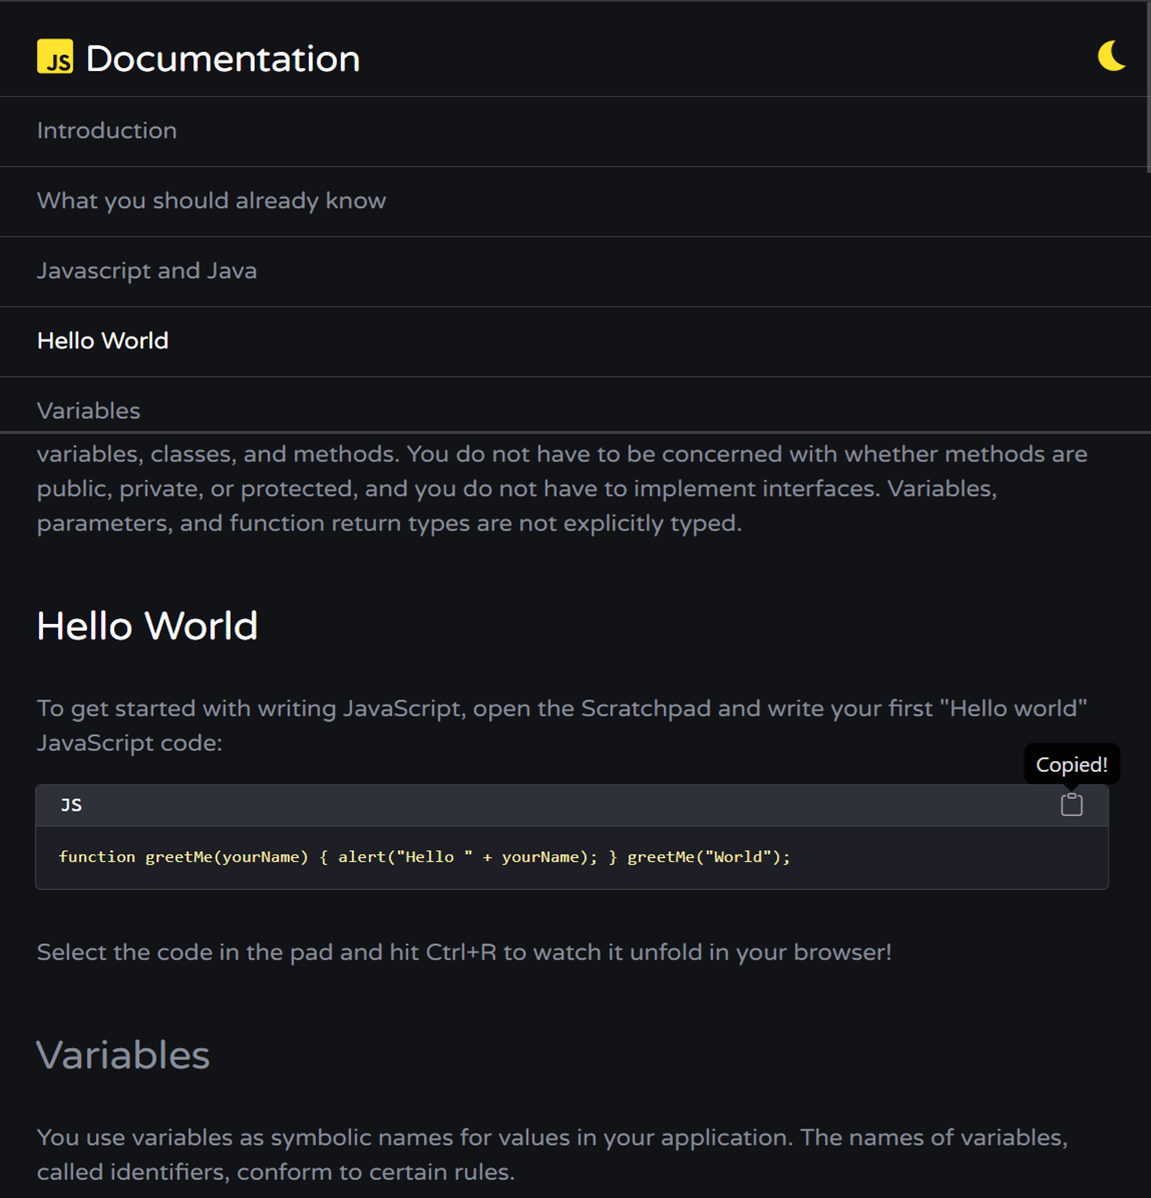 JS Documentation
Introduction
What you should already know
Javascript and Java
Hello World
Variables
variables, classes, and methods. You do not have to be concerned with whether methods are
public, private, or protected, and you do not have to implement interfaces. Variables,
parameters, and function return types are not explicitly typed.
Hello World
To get started with writing JavaScript, open the Scratchpad and write your first "Hello world"
JavaScript code:
Copied!
JS
function greetMe(yourName) { alert("Hello " + yourName); } greetMe("World");
Select the code in the pad and hit Ctrl+R to watch it unfold in your browser!
Variables
You use variables as symbolic names for values in your application. The names of variables,
called identifiers, conform to certain rules.